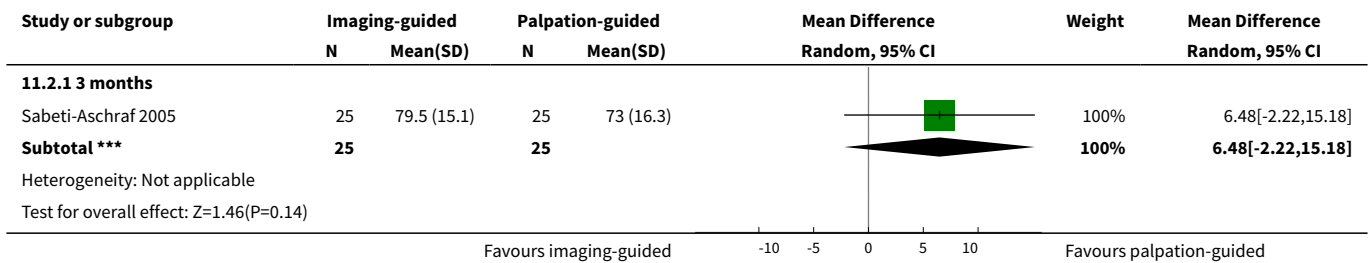 Study or subgroup Imaging-guided Palpation-guided Mean Difference Weight Mean Difference
N Mean(SD) N Mean(SD) Random, 95% CI Random, 95% CI
11.2.1 3 months
Sabeti-Aschraf 2005 25 79.5 (15.1) 25 73 (16.3) 100% 6.48[-2.22,15.18]
Subtotal *** 25 25 100% 6.48[-2.22,15.18]
Heterogeneity: Not applicable
Test for overall effect: Z=1.46(P=0.14)
Favours imaging-guided -10 -5 0 5 10 Favours palpation-guided